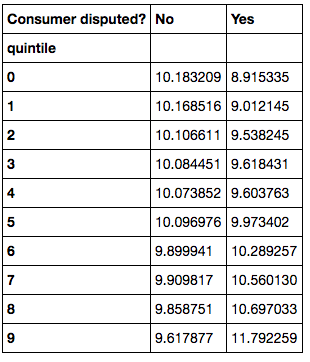 Consumer disputed? No Yes
quintile
0 10.183209 8.915335
1 10.168516 9.012145
2 10.106611 9.538245
3 10.084451 9.618431
4 10.073852 9.603763
5 10.096976 9.973402
6 9.899941 10.289257
7 9.909817 10.560130
8 9.858751 10.697033
9 9.617877 11.792259